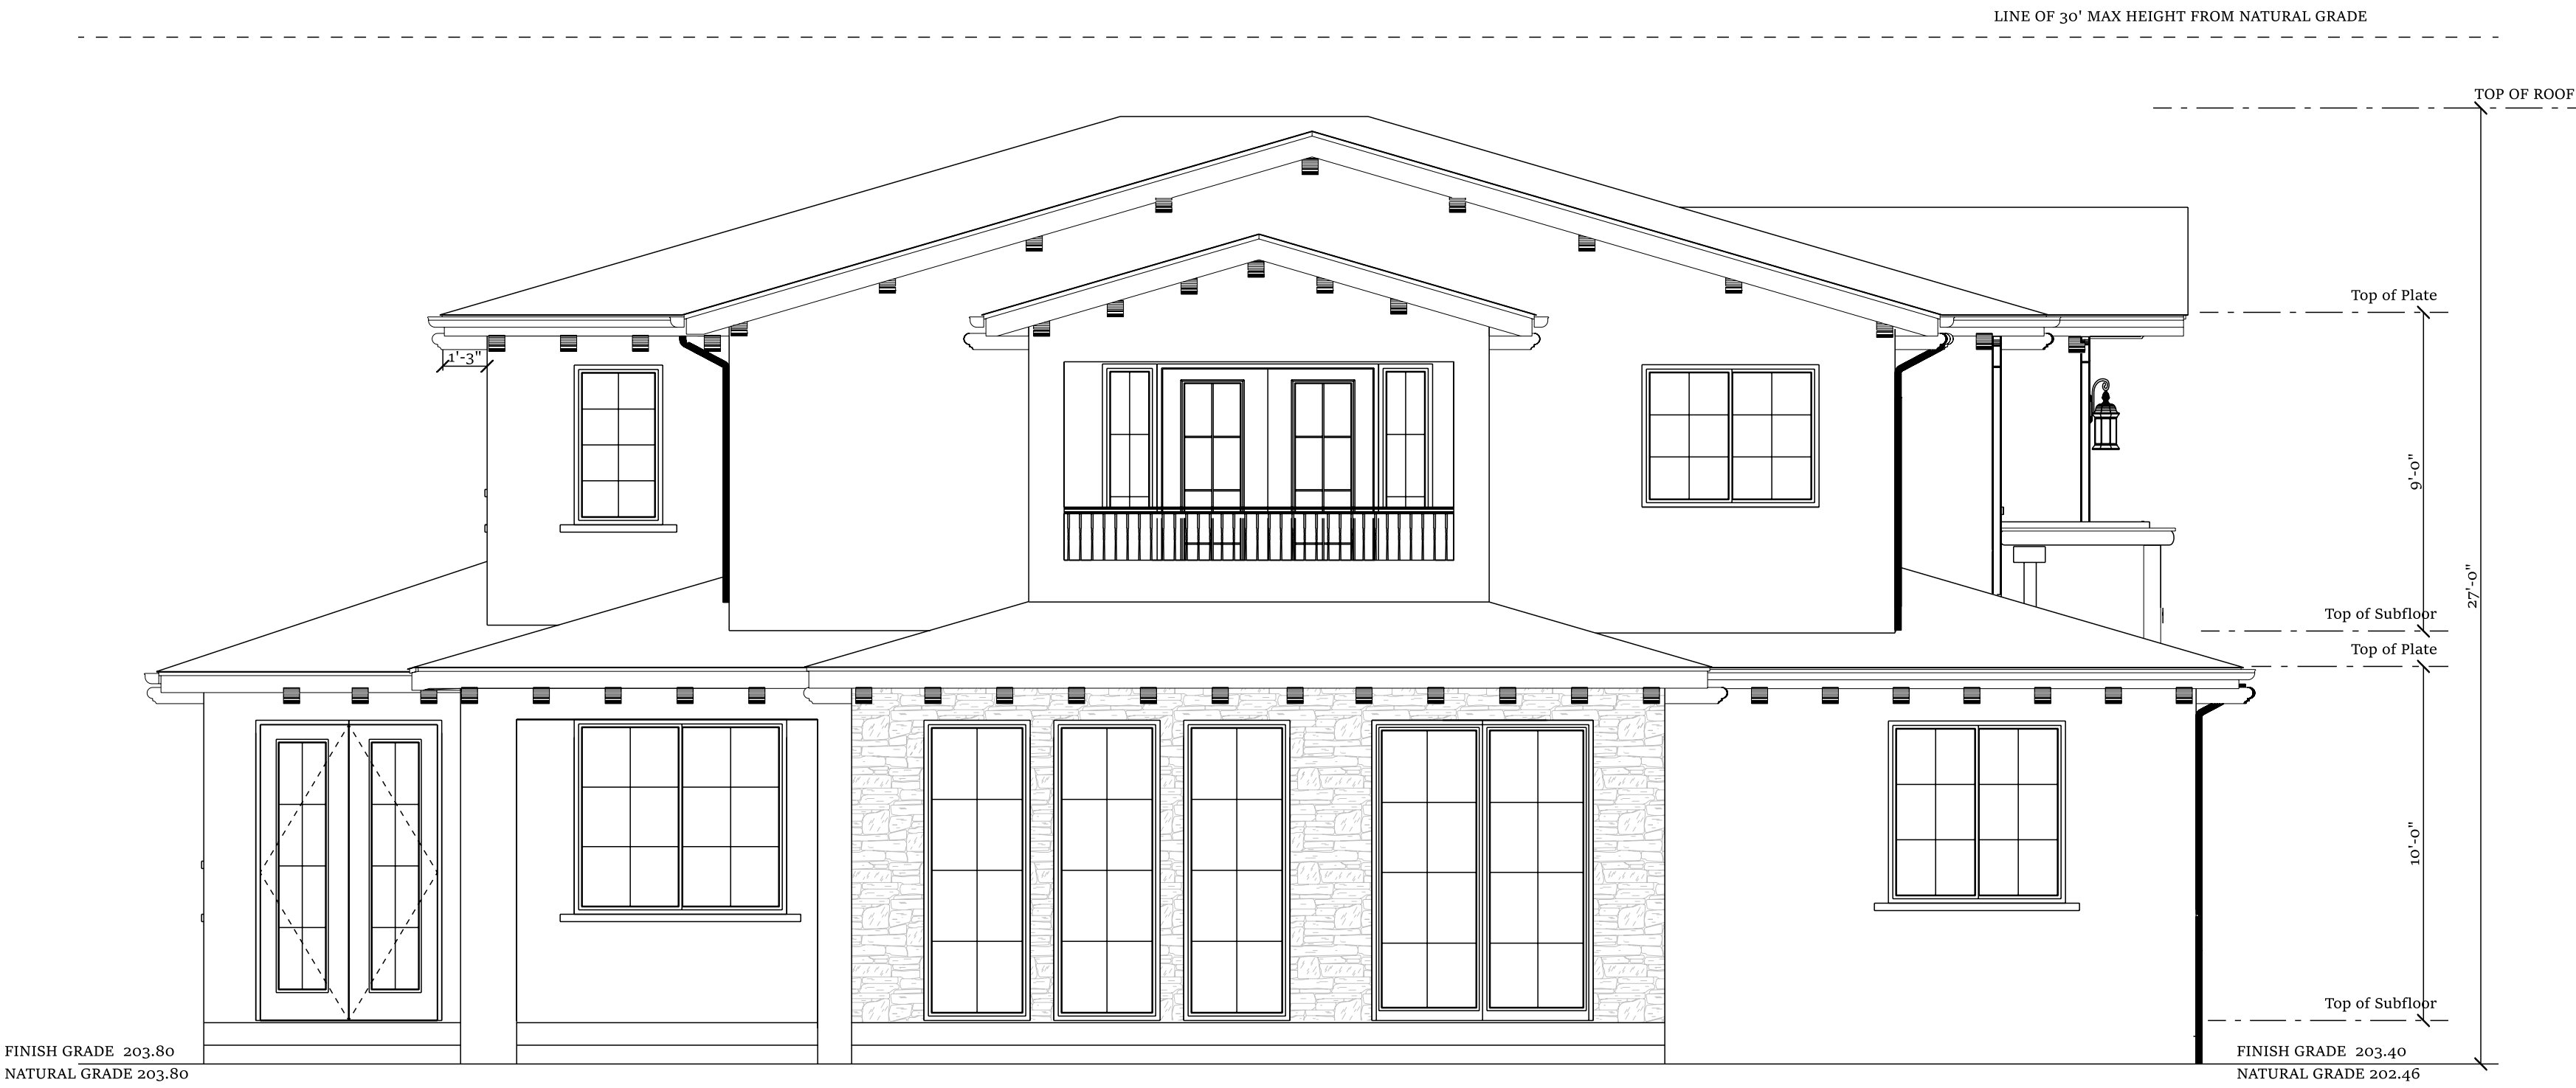 LINE OF 30' MAX HEIGHT FROM NATURAL GRADE
TOP OF ROOF
Top of Plate
1'-3"
9'-0"
27'-0"
Top of Subfloor
Top of Plate
10'-0"
Top of Subfloor
FINISH GRADE 203.80
NATURAL GRADE 203.80
FINISH GRADE 203.40
NATURAL GRADE 202.46